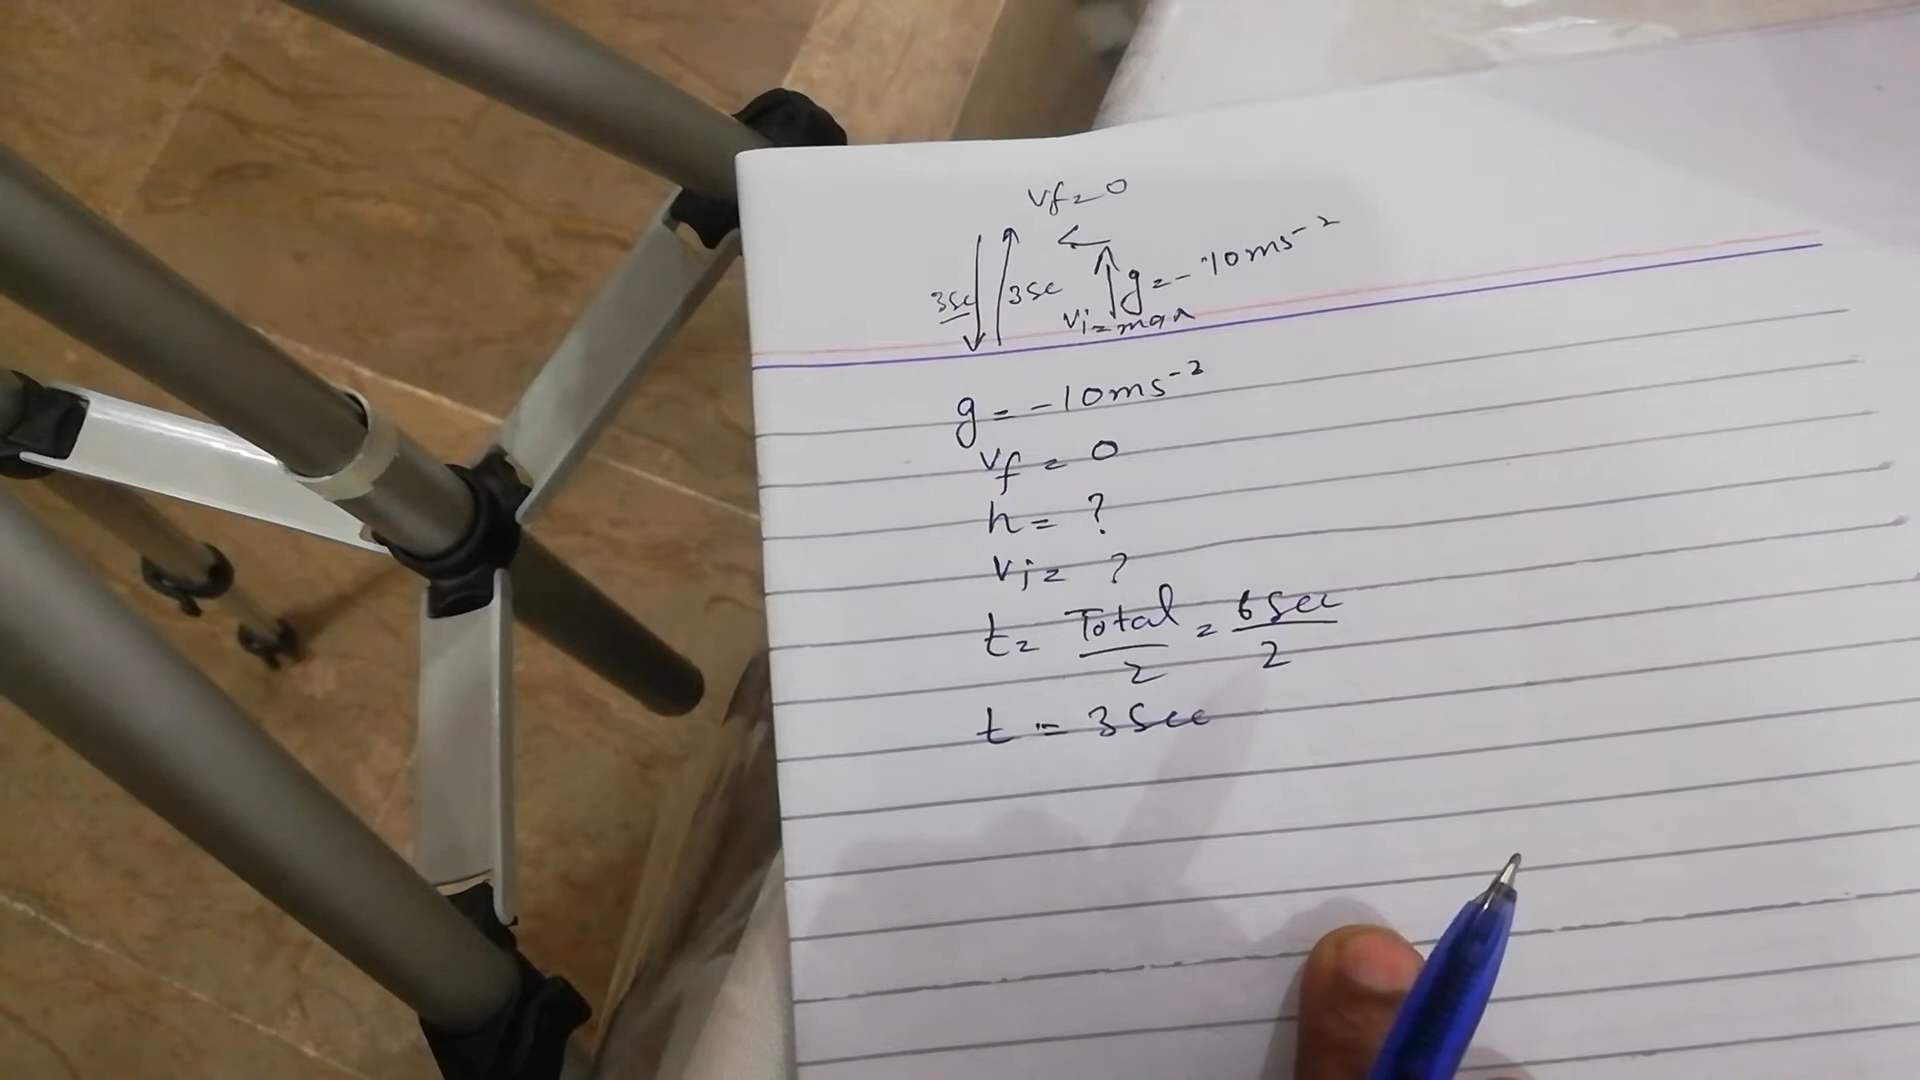 vf = 0
3sec 3sec g = -10ms⁻²
vi = max
g = -10ms⁻²
vf = 0
h = ?
vi = ?
t = Total/2 = 6sec/2
t = 3sec